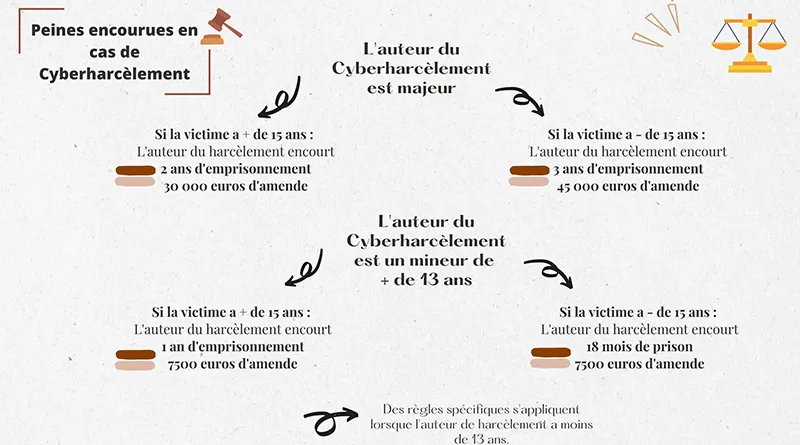 Peines encourues en
cas de
Cyberharcèlement
L'auteur du
Cyberharcèlement
est majeur
Si la victime a + de 15 ans :
L'auteur du harcèlement encourt
2 ans d'emprisonnement
30 000 euros d'amende
Si la victime a - de 15 ans :
L'auteur du harcèlement encourt
3 ans d'emprisonnement
45 000 euros d'amende
L'auteur du
Cyberharcèlement
est un mineur de
+ de 13 ans
Si la victime a + de 15 ans :
L'auteur du harcèlement encourt
1 an d'emprisonnement
7500 euros d'amende
Si la victime a - de 15 ans :
L'auteur du harcèlement encourt
18 mois de prison
7500 euros d'amende
Des règles spécifiques s'appliquent
lorsque l'auteur de harcèlement a moins
de 13 ans.